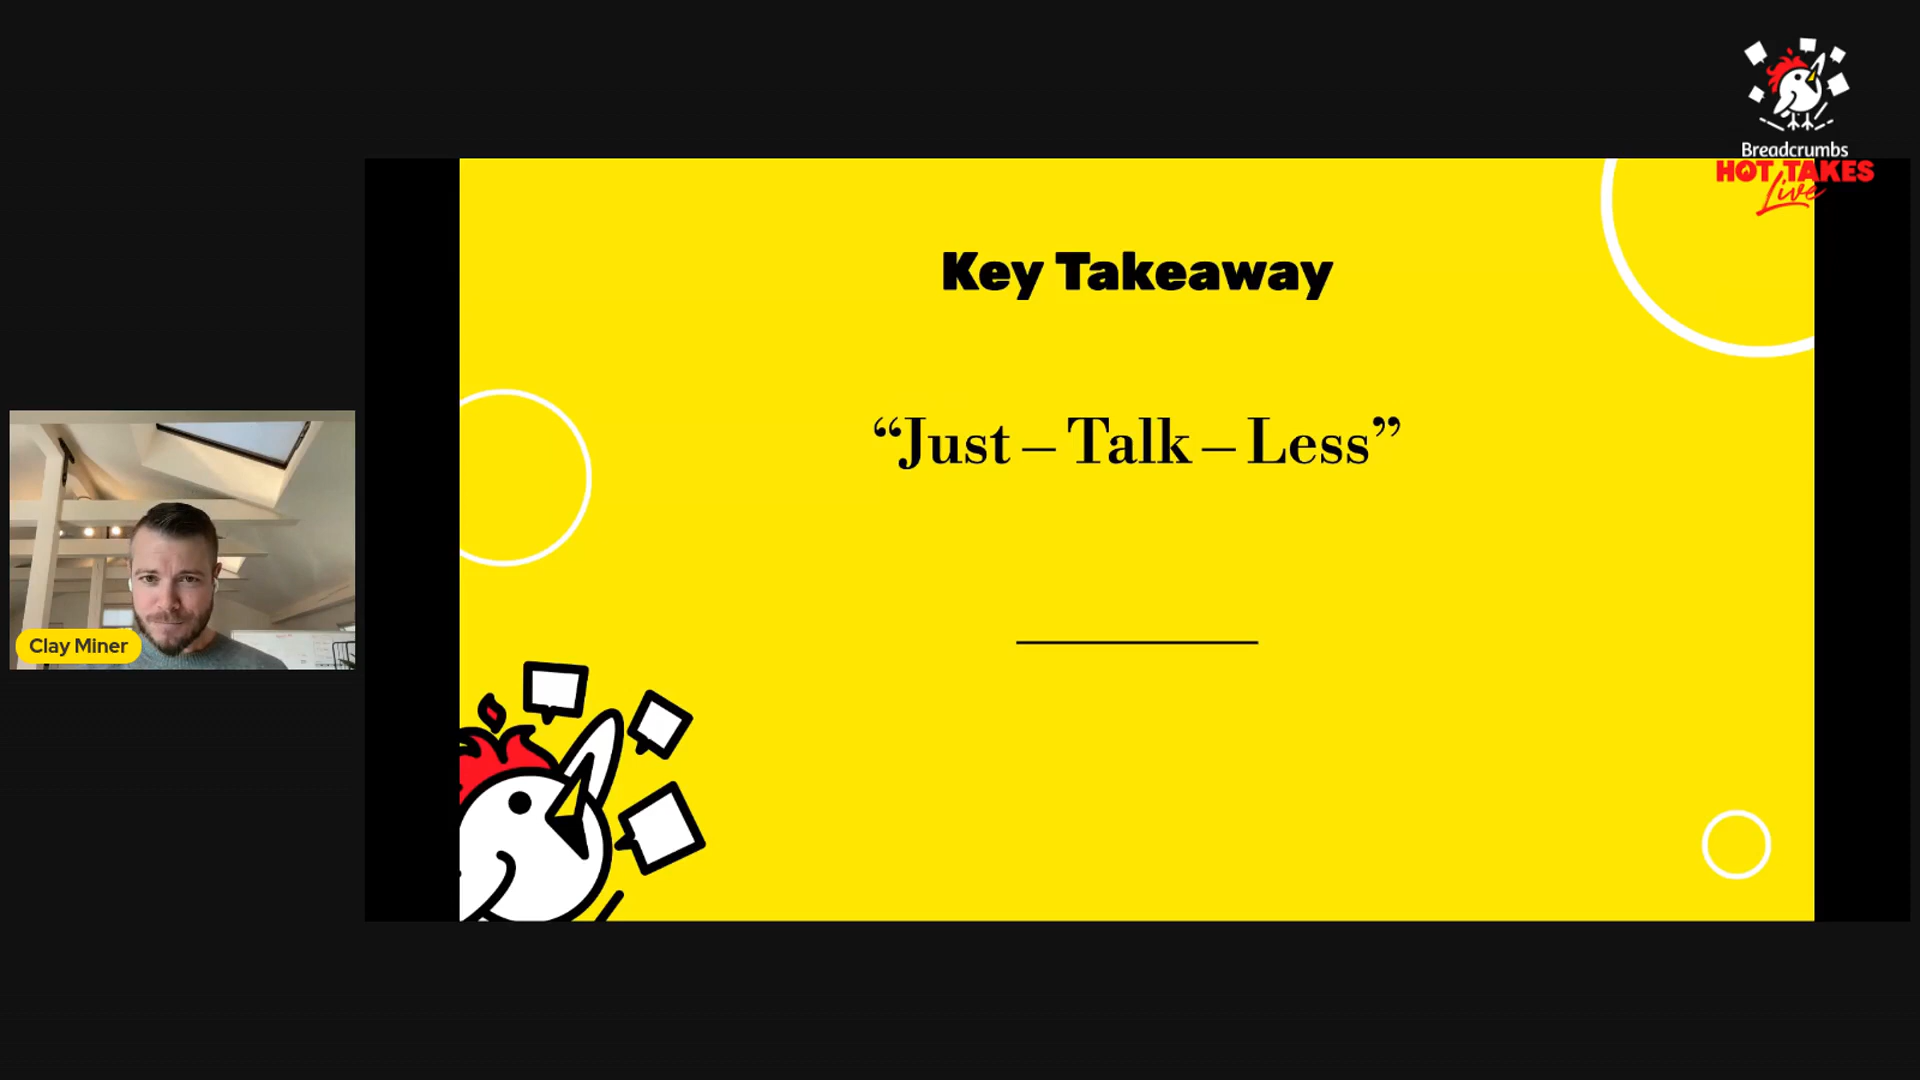 Breadcrumbs
HOT TAKES
Live
Key Takeaway
“Just – Talk – Less”
Clay Miner